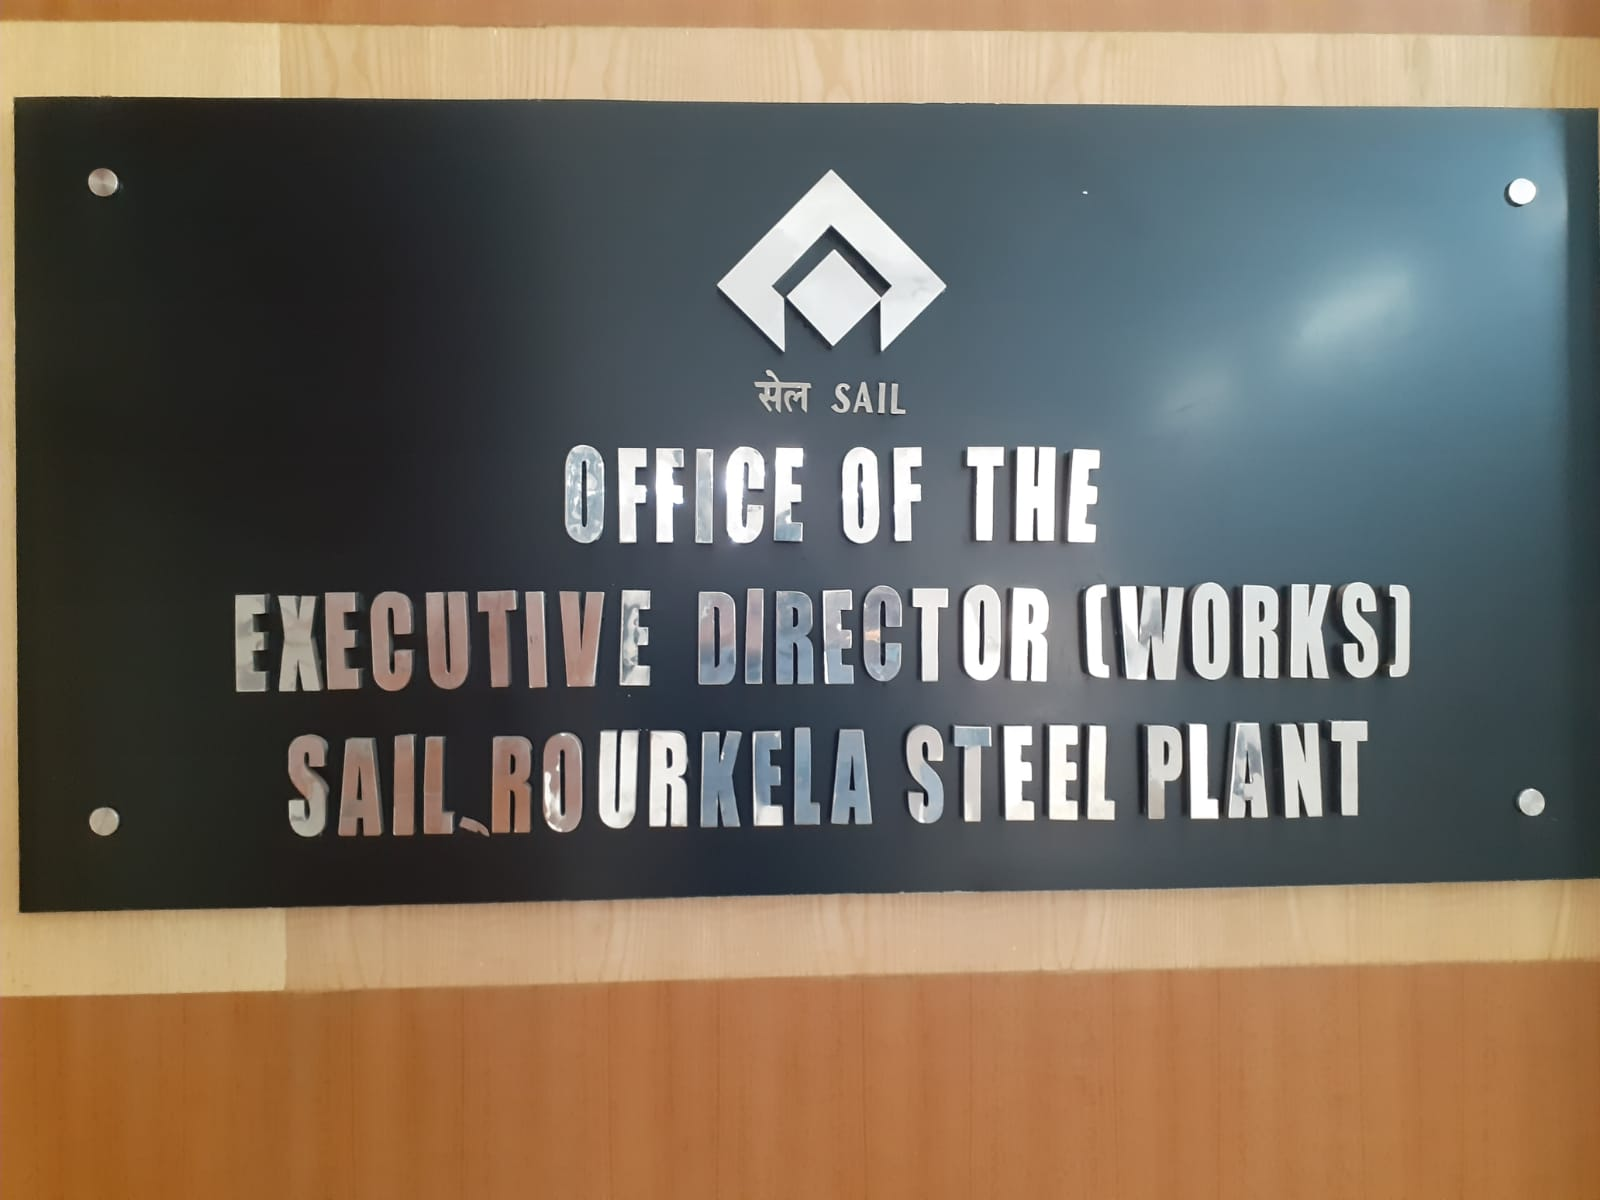 सेल SAIL
OFFICE OF THE
EXECUTIVE DIRECTOR (WORKS)
SAIL, ROURKELA STEEL PLANT